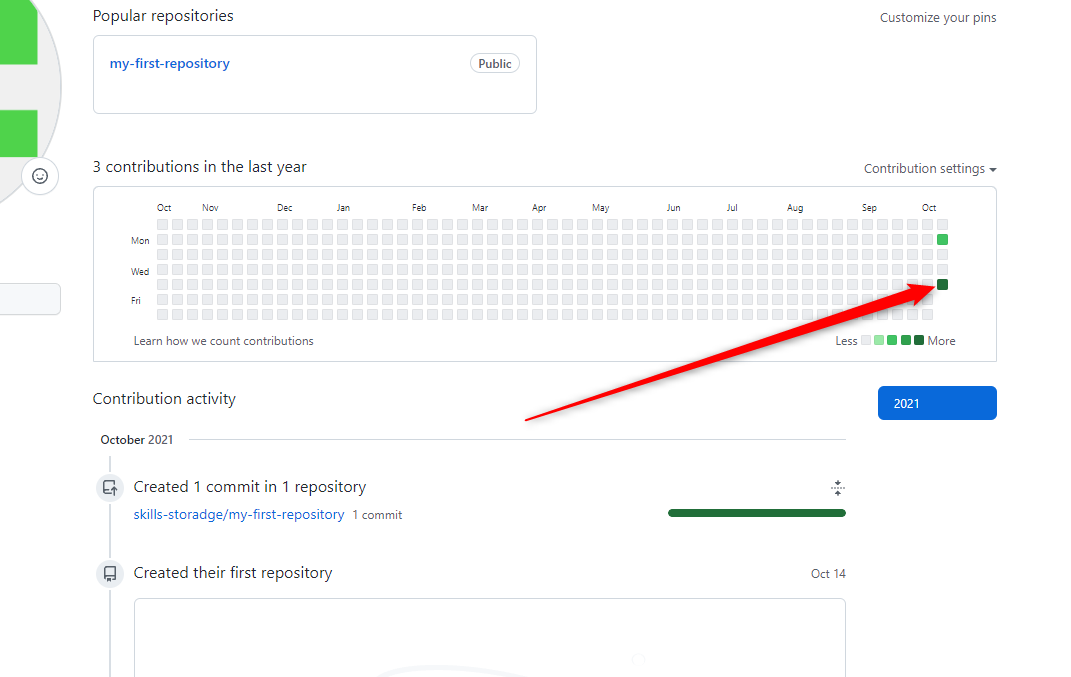 Popular repositories
Customize your pins
my-first-repository Public
3 contributions in the last year
Contribution settings
Oct Nov Dec Jan Feb Mar Apr May Jun Jul Aug Sep Oct
Mon
Wed
Fri
Learn how we count contributions
Less More
Contribution activity
2021
October 2021
Created 1 commit in 1 repository
skills-storadge/my-first-repository 1 commit
Created their first repository
Oct 14